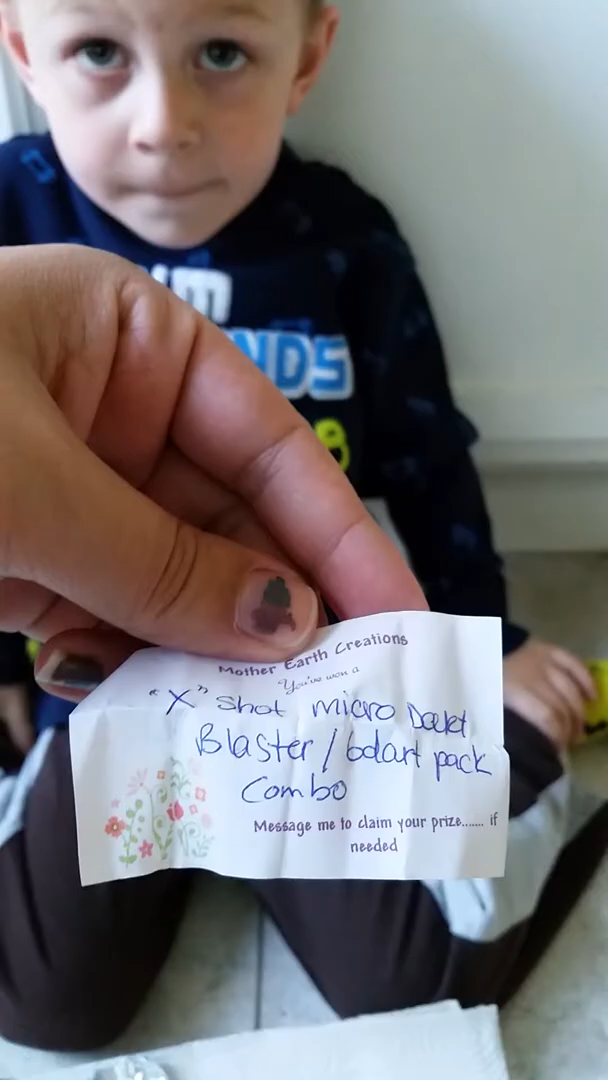 NDS
Mother Earth Creations
You've won a
"X" Shot micro Dart
Blaster / 6dart pack
Combo
Message me to claim your prize....... if
needed